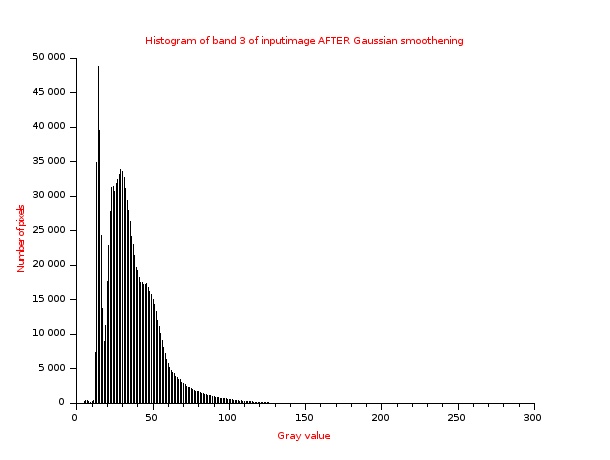 Histogram of band 3 of inputimage AFTER Gaussian smoothening
50 000
45 000
40 000
35 000
30 000
25 000
20 000
15 000
10 000
5 000
0
Number of pixels
0 50 100 150 200 250 300
Gray value